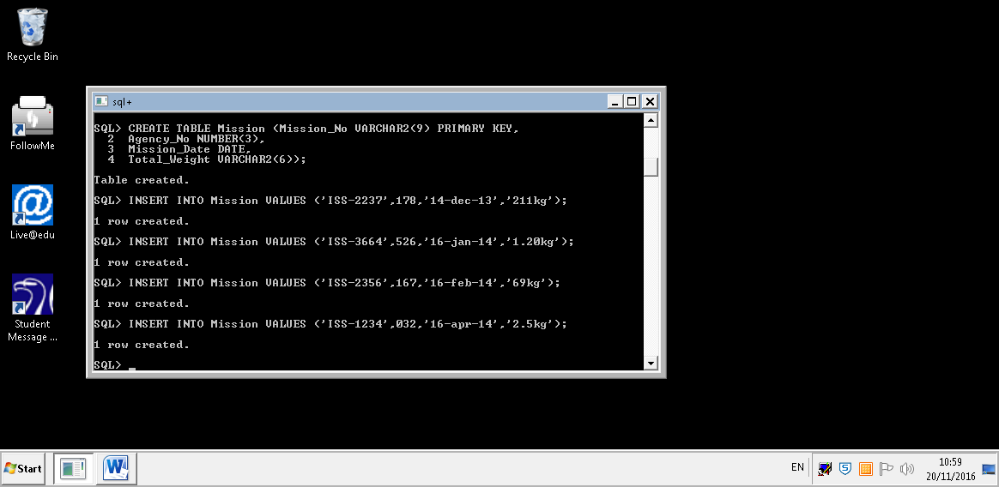 Recycle Bin
FollowMe
Live@edu
Student
Message ...
sql+
SQL> CREATE TABLE Mission (Mission_No VARCHAR2(9) PRIMARY KEY,
2 Agency_No NUMBER(3),
3 Mission_Date DATE,
4 Total_Weight VARCHAR2(6));
Table created.
SQL> INSERT INTO Mission VALUES ('ISS-2237',178,'14-dec-13','211kg');
1 row created.
SQL> INSERT INTO Mission VALUES ('ISS-3664',526,'16-jan-14','1.20kg');
1 row created.
SQL> INSERT INTO Mission VALUES ('ISS-2356',167,'16-feb-14','69kg');
1 row created.
SQL> INSERT INTO Mission VALUES ('ISS-1234',032,'16-apr-14','2.5kg');
1 row created.
SQL> _
Start
EN
10:59
20/11/2016